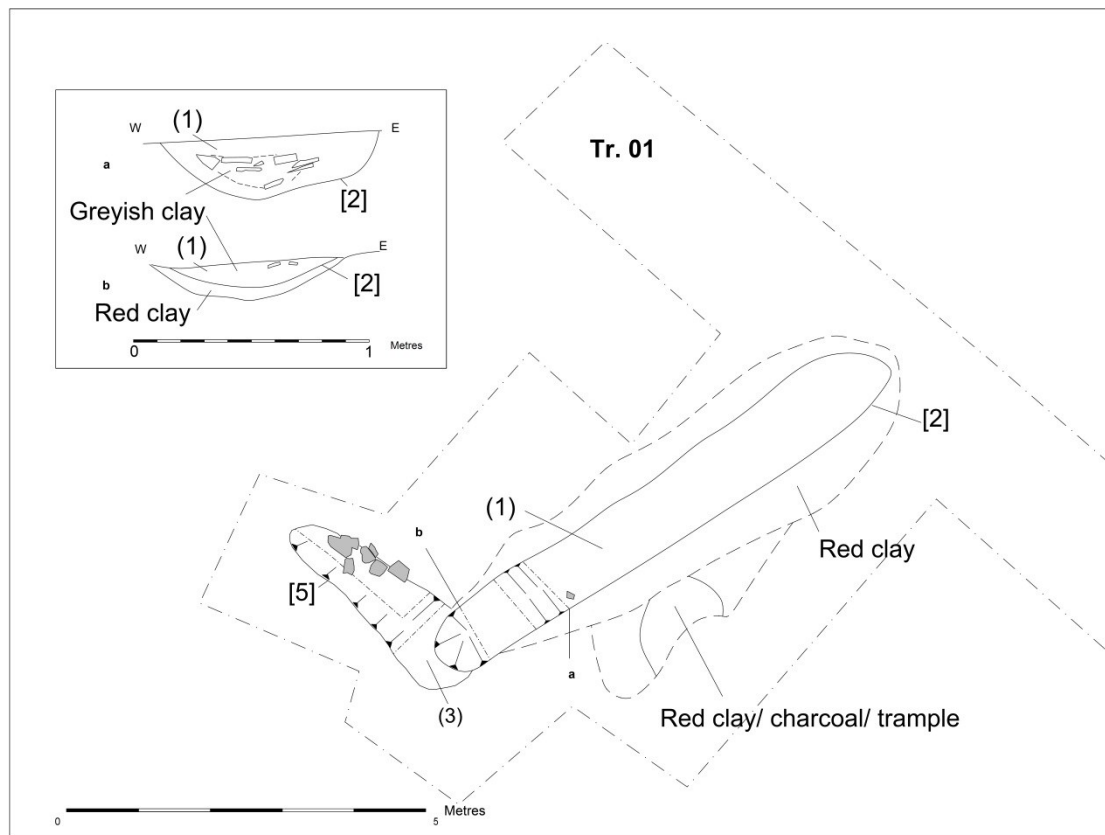 (1)
W
E
a
[2]
Greyish clay
W
(1)
E
b
[2]
Red clay
0
1
Metres
Tr. 01
[2]
(1)
b
Red clay
[5]
a
(3)
Red clay/ charcoal/ trample
0
5
Metres